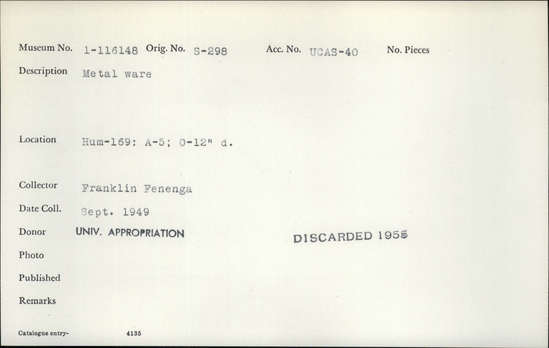 Museum No. 1-116148 Orig. No. S-298 Acc. No. UCAS-40 No. Pieces
Description Metal ware
Location Hum-169: A-5; 0-12" d.
Collector Franklin Fenenga
Date Coll. Sept. 1949
Donor UNIV. APPROPRIATION DISCARDED
Photo
Published
Remarks
Catalogue entry- 4135